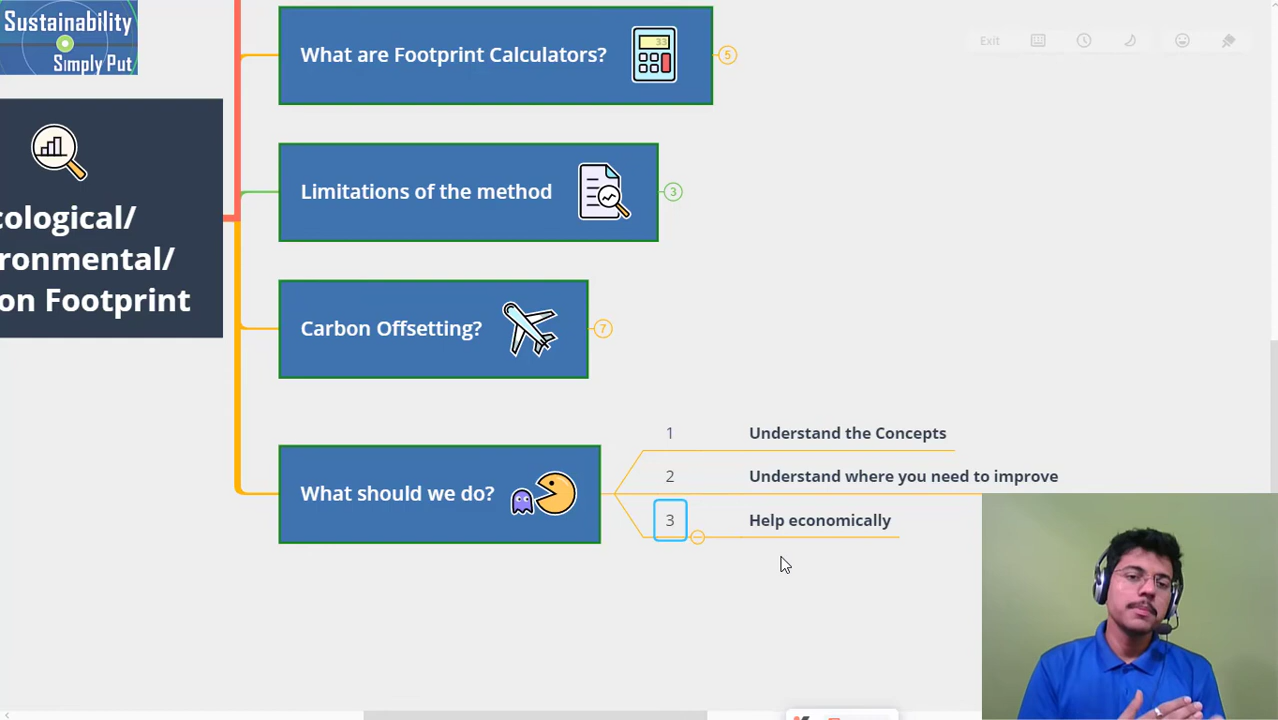 Sustainability
Simply Put
What are Footprint Calculators?
33
5
Exit
cological/
ronmental/
on Footprint
Limitations of the method
3
Carbon Offsetting?
7
What should we do?
1 Understand the Concepts
2 Understand where you need to improve
3 Help economically